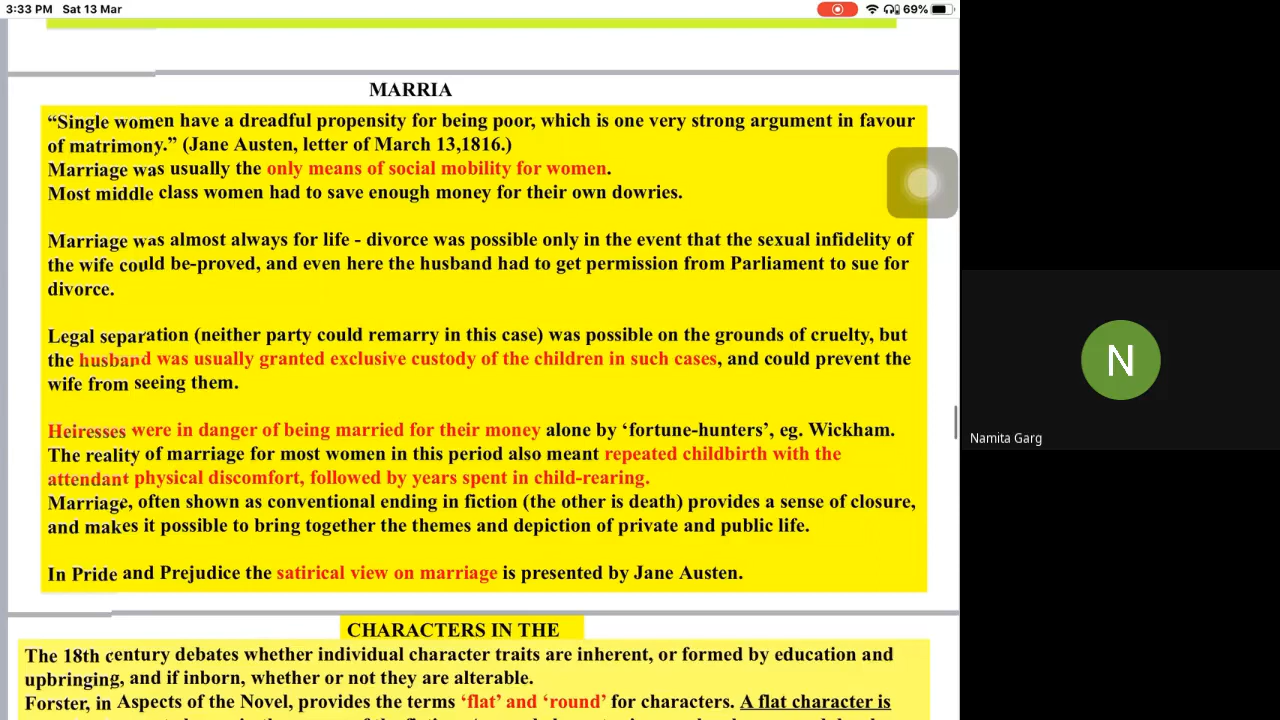 3:33 PM Sat 13 Mar
69%
MARRIA
“Single women have a dreadful propensity for being poor, which is one very strong argument in favour
of matrimony.” (Jane Austen, letter of March 13,1816.)
Marriage was usually the only means of social mobility for women.
Most middle class women had to save enough money for their own dowries.
Marriage was almost always for life - divorce was possible only in the event that the sexual infidelity of
the wife could be-proved, and even here the husband had to get permission from Parliament to sue for
divorce.
Legal separation (neither party could remarry in this case) was possible on the grounds of cruelty, but
the husband was usually granted exclusive custody of the children in such cases, and could prevent the
wife from seeing them.
Heiresses were in danger of being married for their money alone by ‘fortune-hunters’, eg. Wickham.
The reality of marriage for most women in this period also meant repeated childbirth with the
attendant physical discomfort, followed by years spent in child-rearing.
Marriage, often shown as conventional ending in fiction (the other is death) provides a sense of closure,
and makes it possible to bring together the themes and depiction of private and public life.
In Pride and Prejudice the satirical view on marriage is presented by Jane Austen.
CHARACTERS IN THE
The 18th century debates whether individual character traits are inherent, or formed by education and
upbringing, and if inborn, whether or not they are alterable.
Forster, in Aspects of the Novel, provides the terms ‘flat’ and ‘round’ for characters. A flat character is
N
Namita Garg